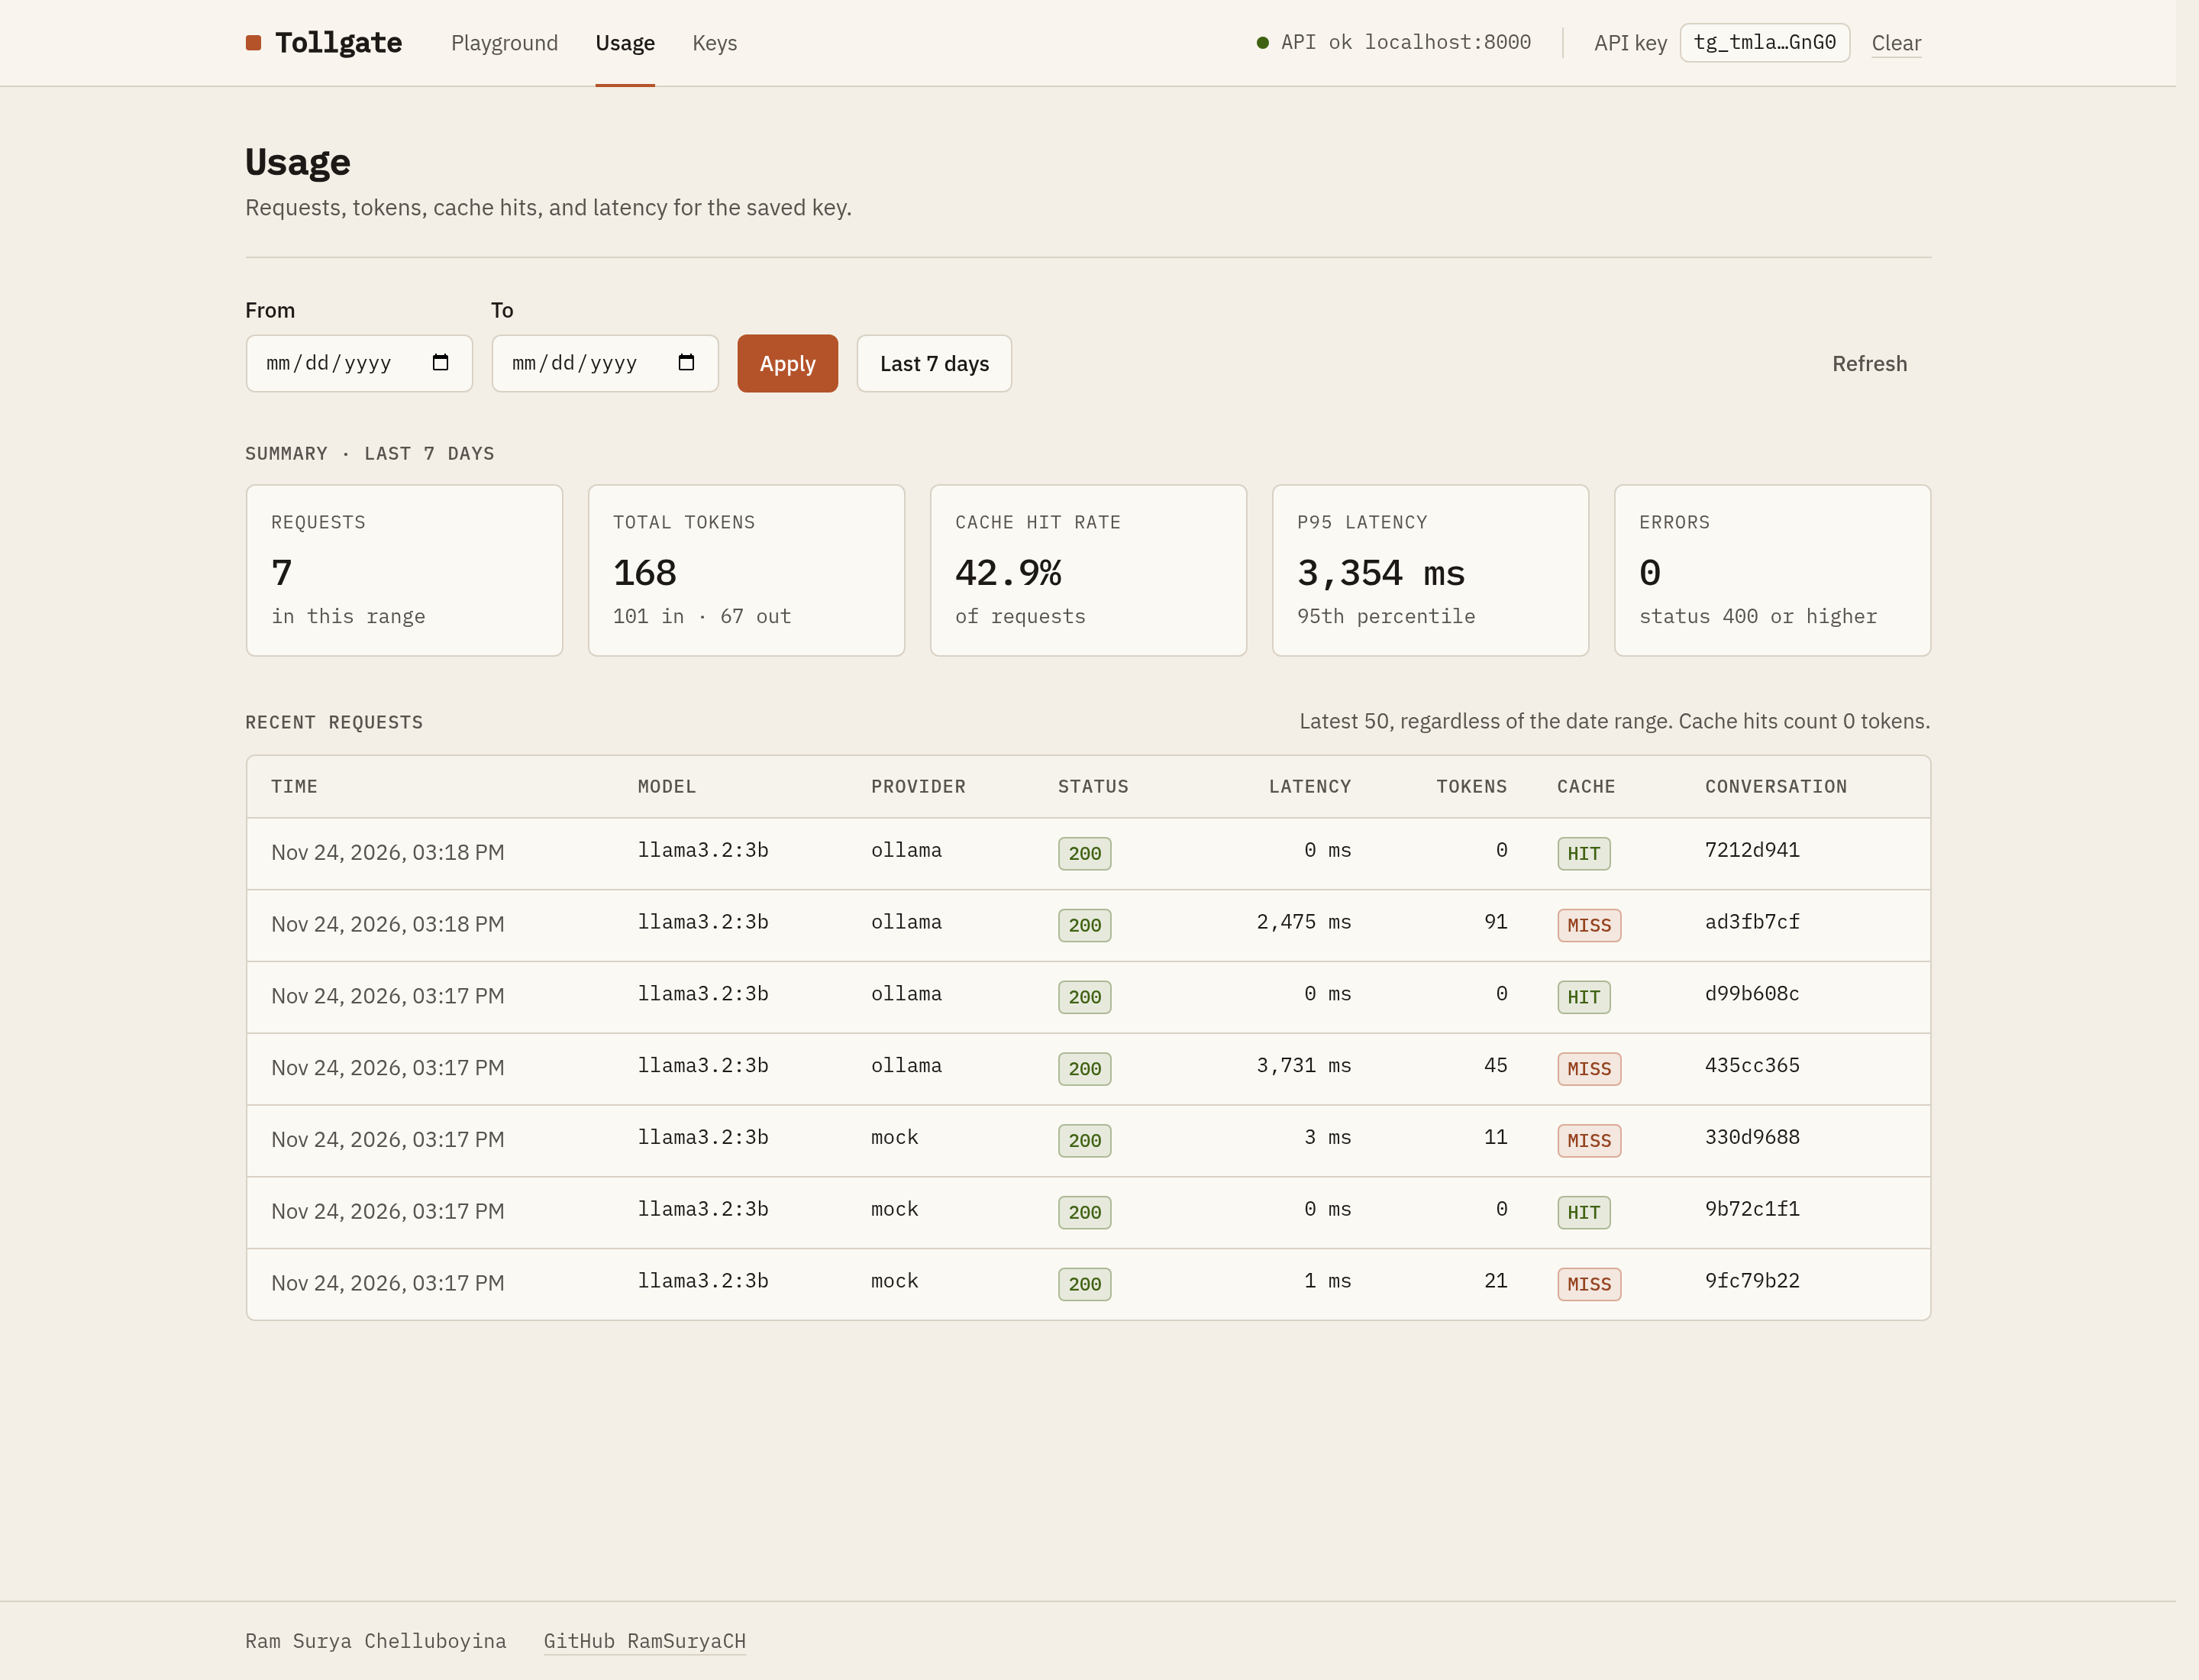 Tollgate Playground Usage Keys API ok localhost:8000 API key tg_tmla…GnG0 Clear
Usage
Requests, tokens, cache hits, and latency for the saved key.
From To
mm/dd/yyyy mm/dd/yyyy Apply Last 7 days Refresh
SUMMARY · LAST 7 DAYS
REQUESTS TOTAL TOKENS CACHE HIT RATE P95 LATENCY ERRORS
7 168 42.9% 3,354 ms 0
in this range 101 in · 67 out of requests 95th percentile status 400 or higher
RECENT REQUESTS Latest 50, regardless of the date range. Cache hits count 0 tokens.
TIME MODEL PROVIDER STATUS LATENCY TOKENS CACHE CONVERSATION
Nov 24, 2026, 03:18 PM llama3.2:3b ollama 200 0 ms 0 HIT 7212d941
Nov 24, 2026, 03:18 PM llama3.2:3b ollama 200 2,475 ms 91 MISS ad3fb7cf
Nov 24, 2026, 03:17 PM llama3.2:3b ollama 200 0 ms 0 HIT d99b608c
Nov 24, 2026, 03:17 PM llama3.2:3b ollama 200 3,731 ms 45 MISS 435cc365
Nov 24, 2026, 03:17 PM llama3.2:3b mock 200 3 ms 11 MISS 330d9688
Nov 24, 2026, 03:17 PM llama3.2:3b mock 200 0 ms 0 HIT 9b72c1f1
Nov 24, 2026, 03:17 PM llama3.2:3b mock 200 1 ms 21 MISS 9fc79b22
Ram Surya Chelluboyina GitHub RamSuryaCH